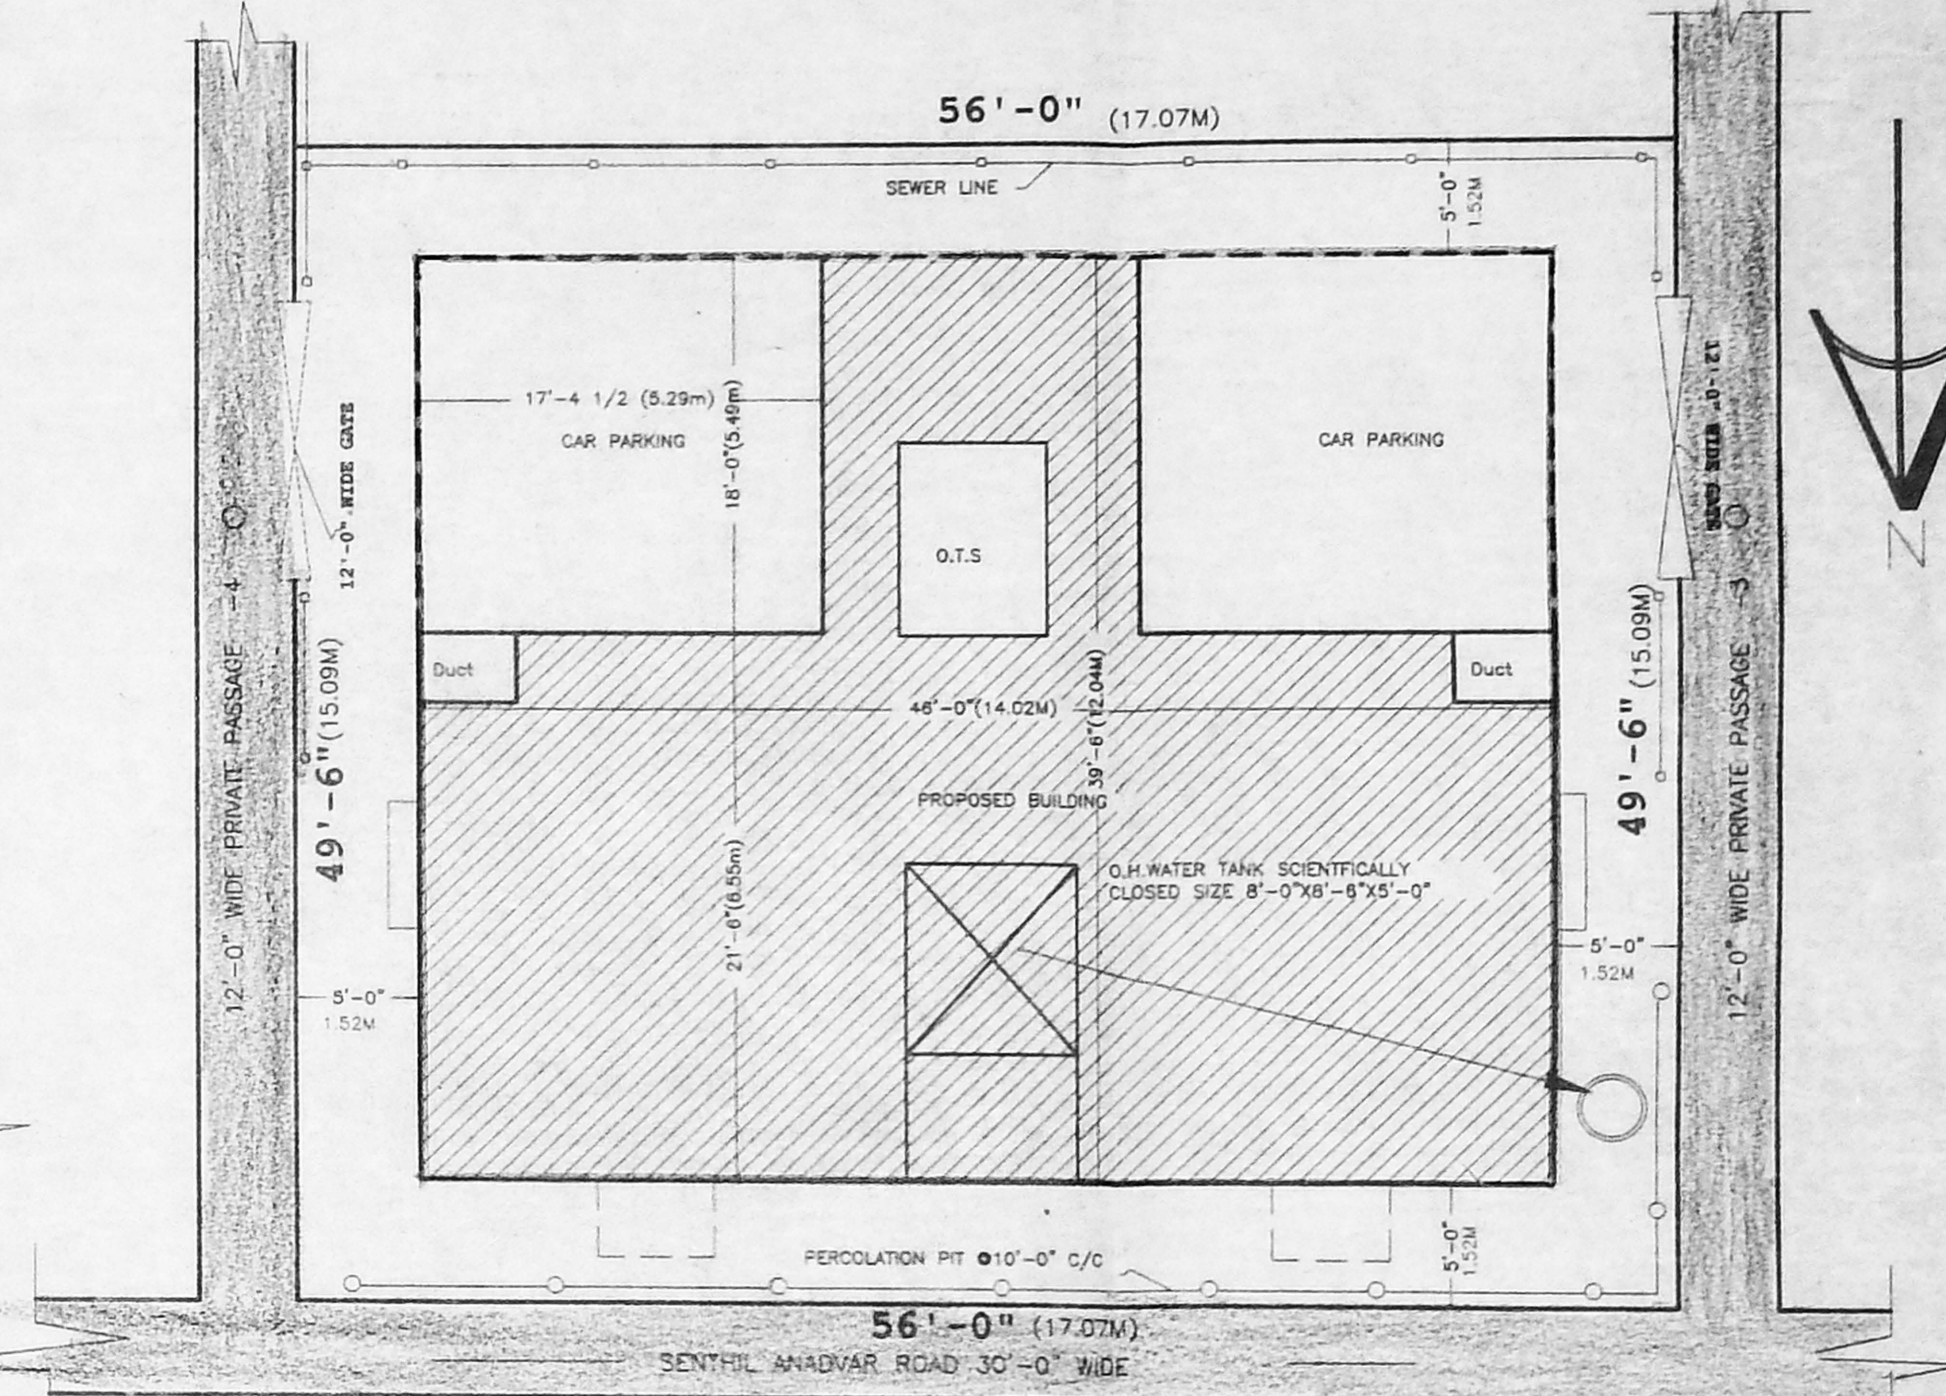 56'-0" (17.07M)
SEWER LINE
5'-0"
1.52M
17'-4 1/2 (5.29m)
CAR PARKING
18'-0"(5.49m)
CAR PARKING
12'-0" WIDE GATE
12'-0" WIDE GATE
O.T.S
N
Duct
Duct
46'-0"(14.02M)
39'-6"(12.04M)
49'-6"(15.09M)
49'-6"(15.09M)
12'-0" WIDE PRIVATE PASSAGE -4
12'-0" WIDE PRIVATE PASSAGE -3
PROPOSED BUILDING
21'-6"(6.55m)
O.H.WATER TANK SCIENTFICALLY
CLOSED SIZE 8'-0"X8'-6"X5'-0"
5'-0"
1.52M
5'-0"
1.52M
PERCOLATION PIT @10'-0" C/C
5'-0"
1.52M
56'-0" (17.07M)
SENTHIL ANADVAR ROAD 30'-0" WIDE